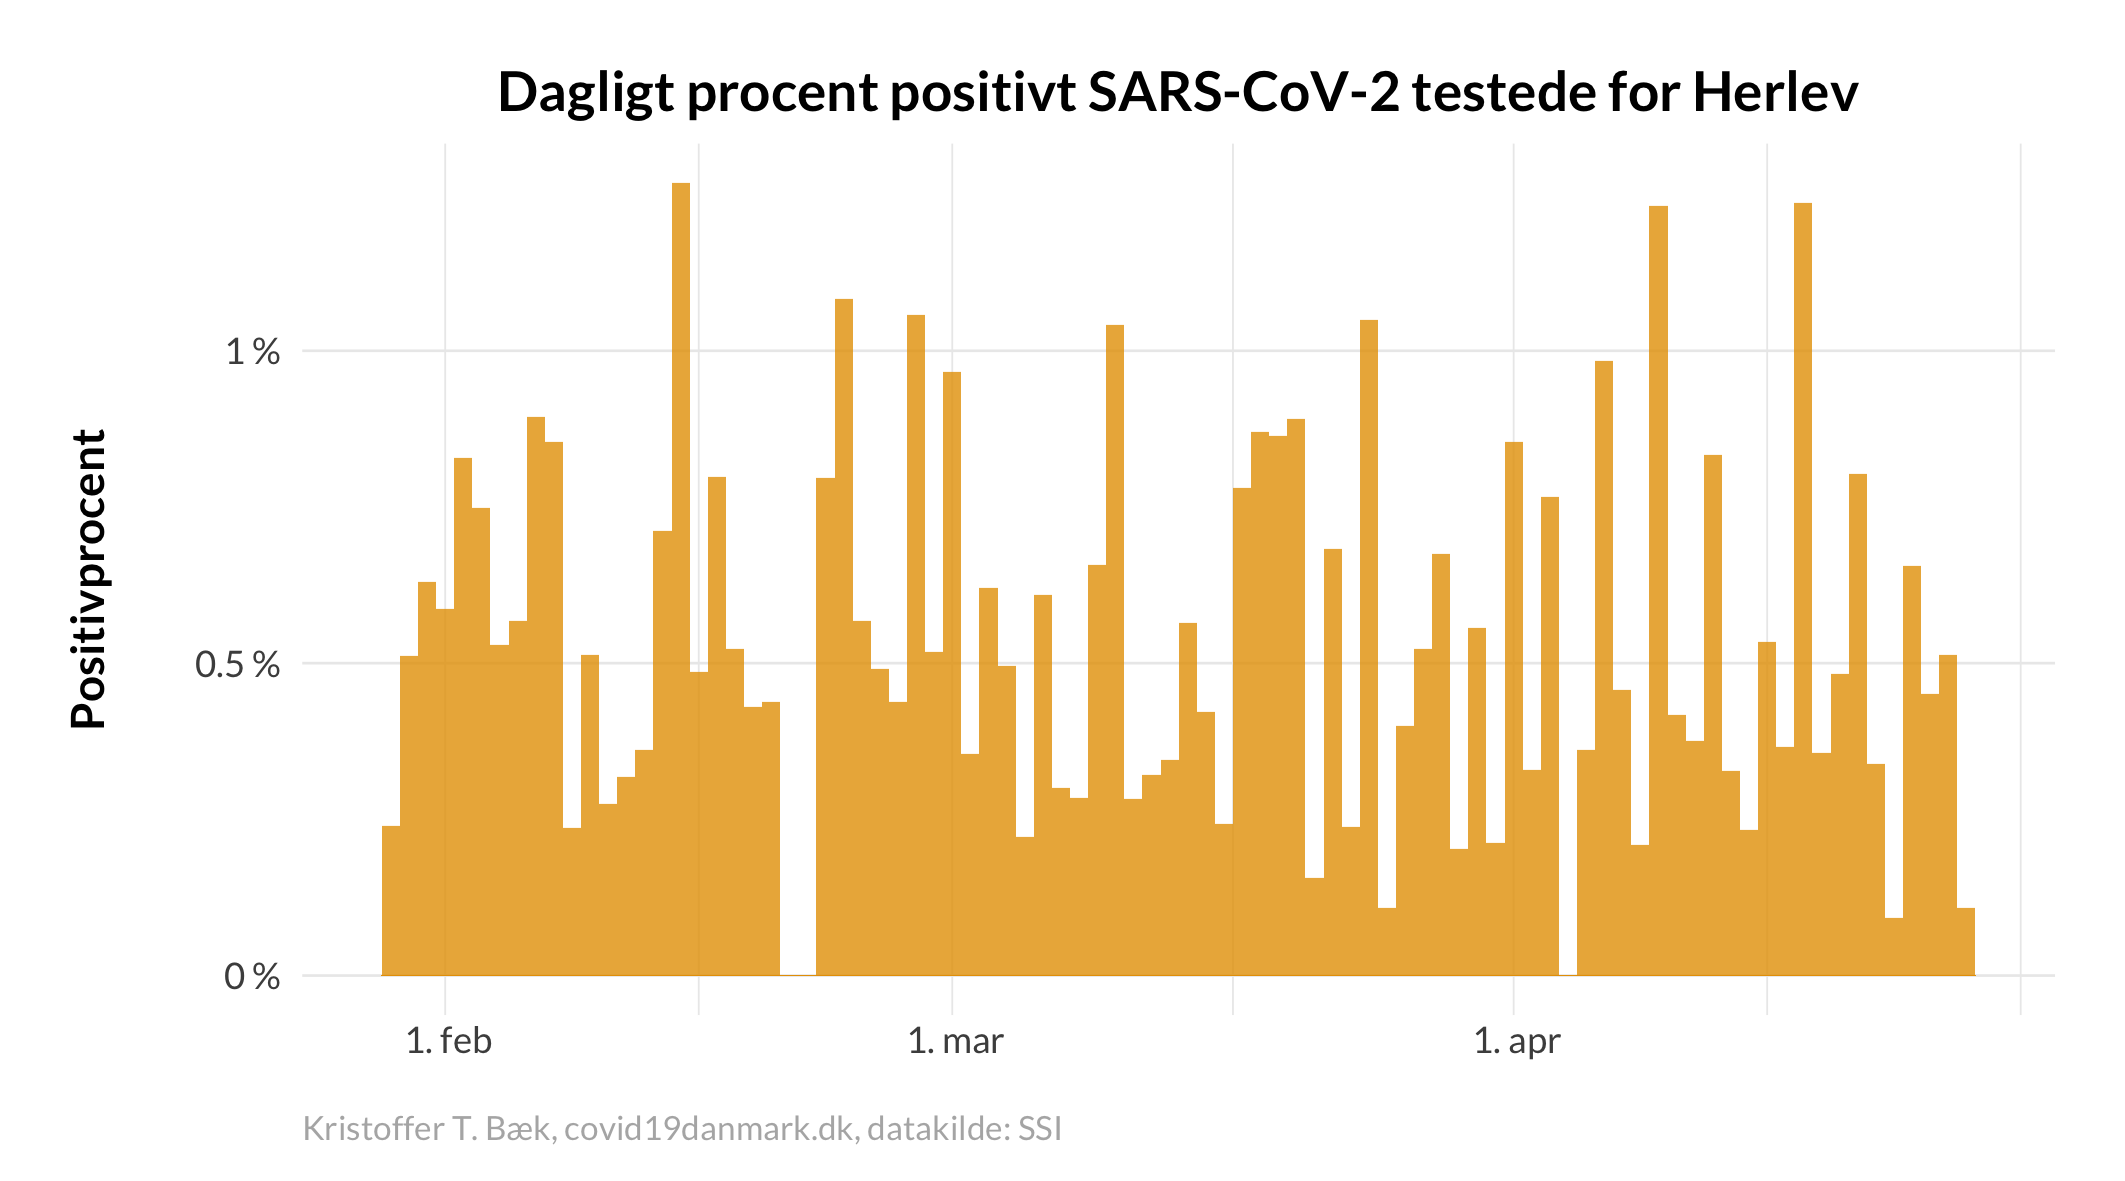 Dagligt procent positivt SARS-CoV-2 testede for Herlev
Positivprocent
1 %
0.5 %
0 %
1. feb
1. mar
1. apr
Kristoffer T. Bæk, covid19danmark.dk, datakilde: SSI